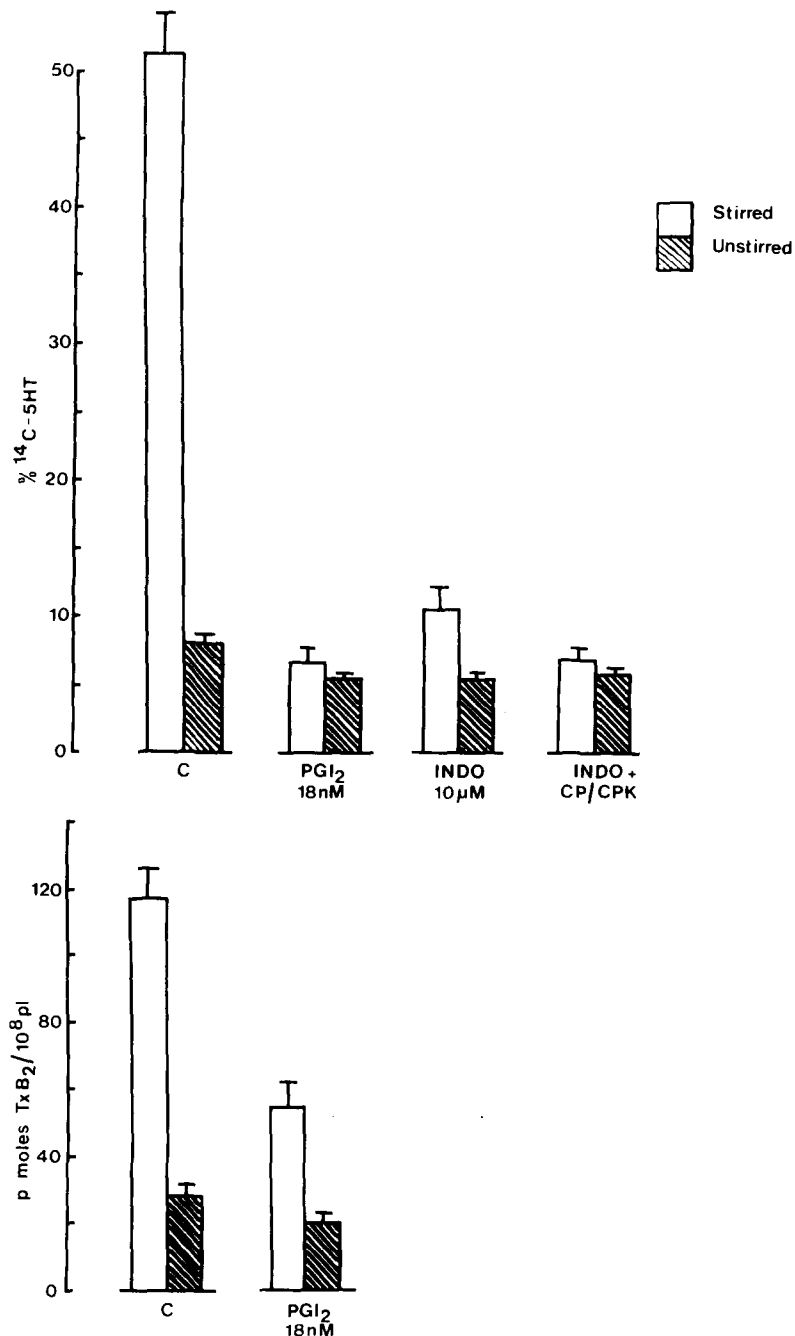 50
40
30
20
10
0
% ¹⁴C-5HT
Stirred
Unstirred
C
PGI₂
18nM
INDO
10µM
INDO +
CP/CPK
120
80
40
0
p moles TxB₂/10⁸pl
C
PGI₂
18nM